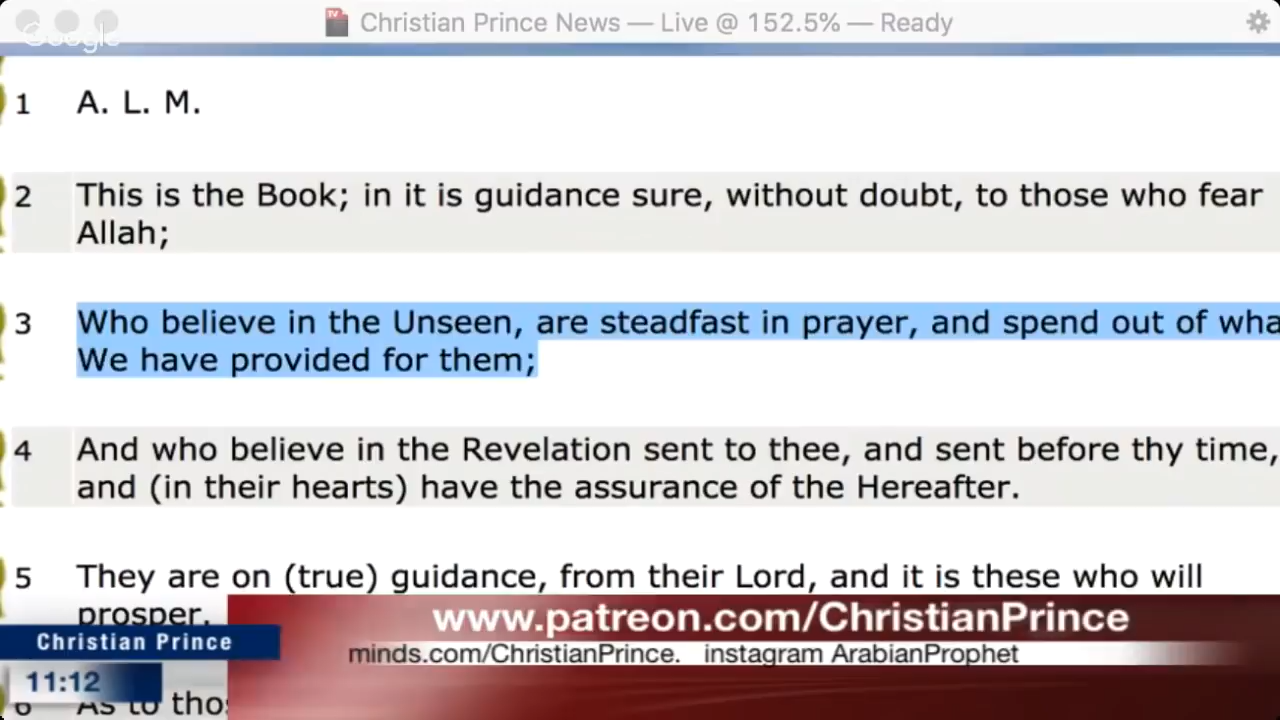 Christian Prince News — Live @ 152.5% — Ready
Google
1 A. L. M.
2 This is the Book; in it is guidance sure, without doubt, to those who fear
Allah;
3 Who believe in the Unseen, are steadfast in prayer, and spend out of wha
We have provided for them;
4 And who believe in the Revelation sent to thee, and sent before thy time,
and (in their hearts) have the assurance of the Hereafter.
5 They are on (true) guidance, from their Lord, and it is these who will
prosper.
www.patreon.com/ChristianPrince
Christian Prince
minds.com/ChristianPrince. instagram ArabianProphet
11:12
6 As to thos